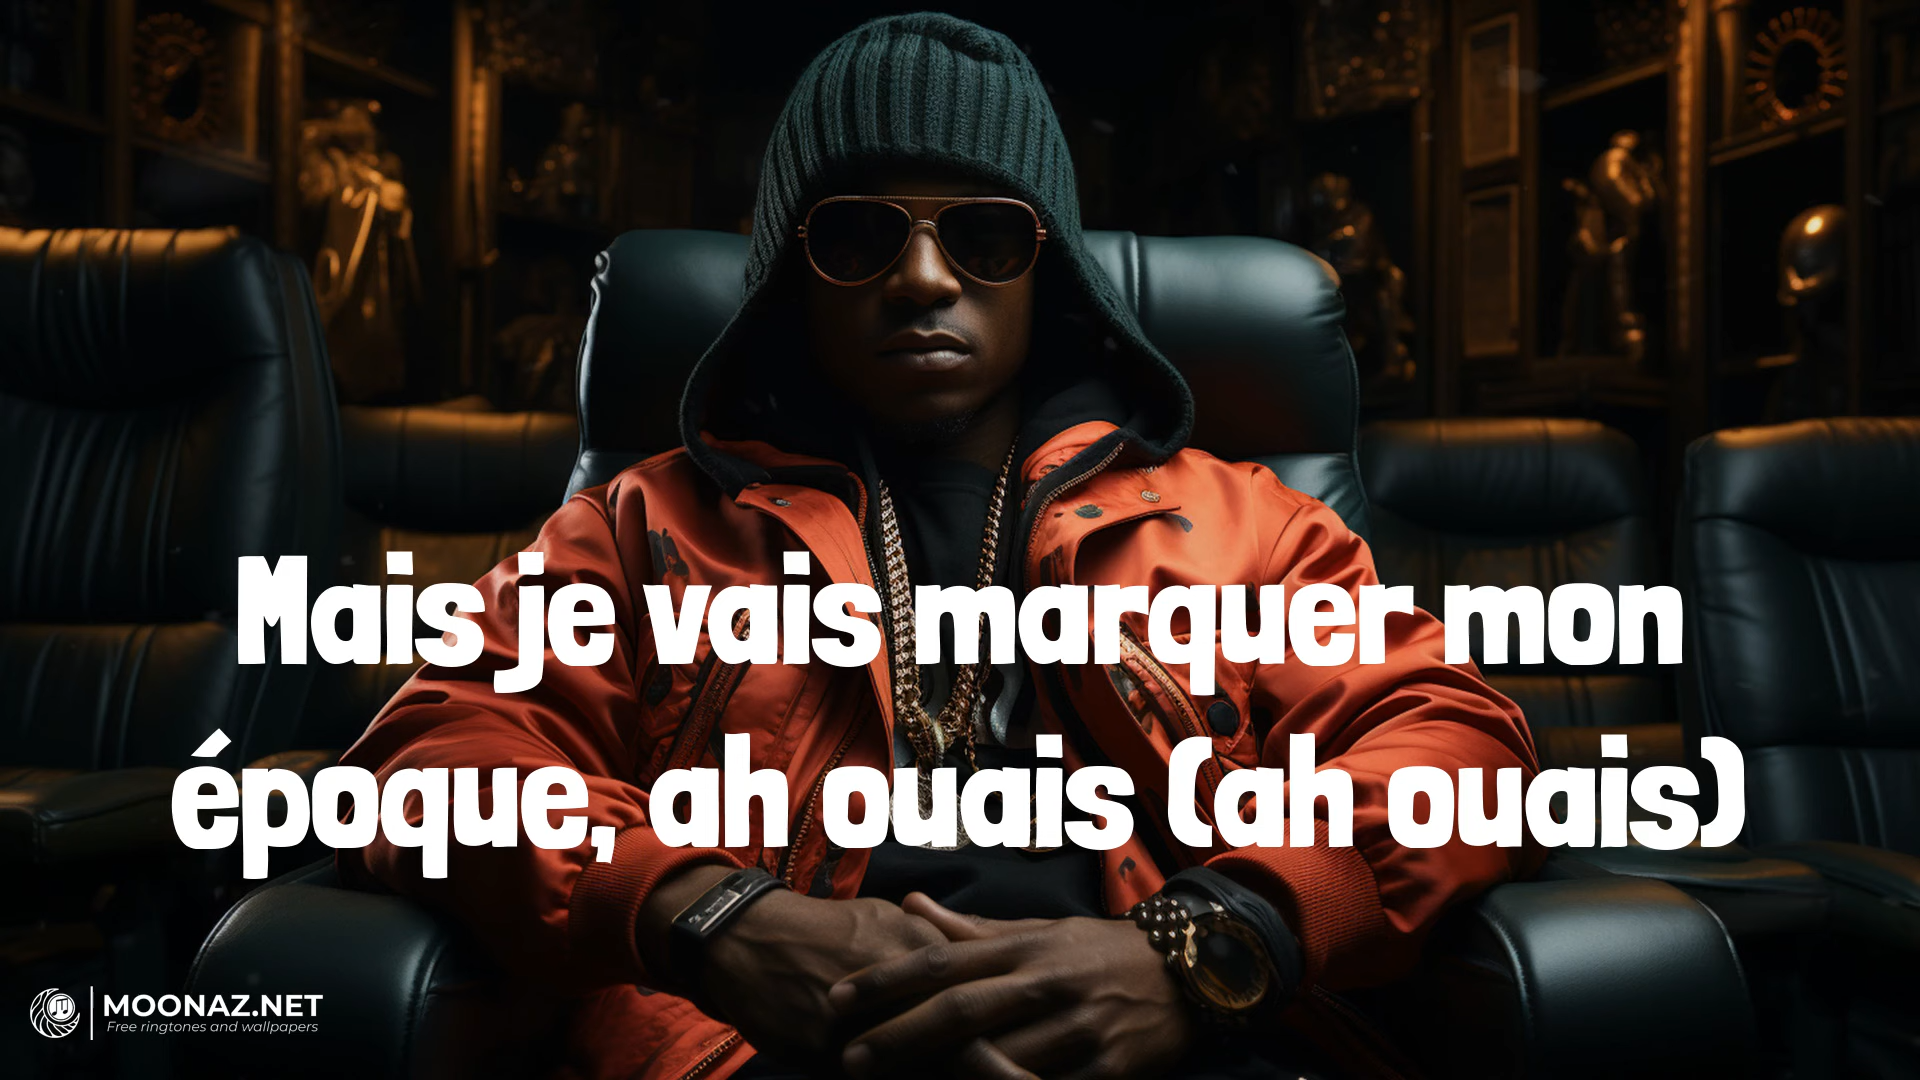 Mais je vais marquer mon
époque, ah ouais (ah ouais)
MOONAZ.NET
Free ringtones and wallpapers